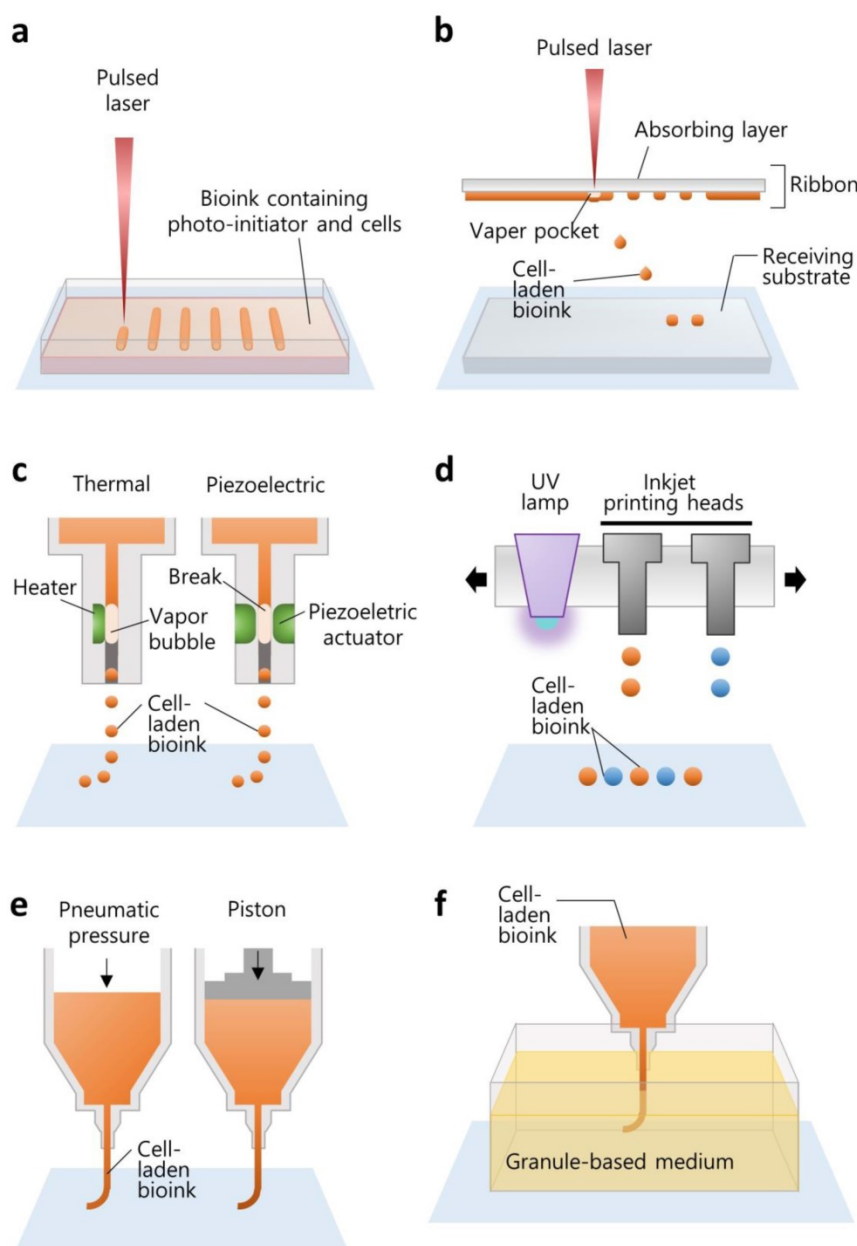 a
Pulsed
laser
Bioink containing
photo-initiator and cells
b
Pulsed laser
Absorbing layer
Ribbon
Vaper pocket
Cell-
laden
bioink
Receiving
substrate
c
Thermal
Piezoelectric
Heater
Vapor
bubble
Break
Piezoeletric
actuator
Cell-
laden
bioink
d
UV
lamp
Inkjet
printing heads
Cell-
laden
bioink
e
Pneumatic
pressure
Piston
Cell-
laden
bioink
f
Cell-
laden
bioink
Granule-based medium